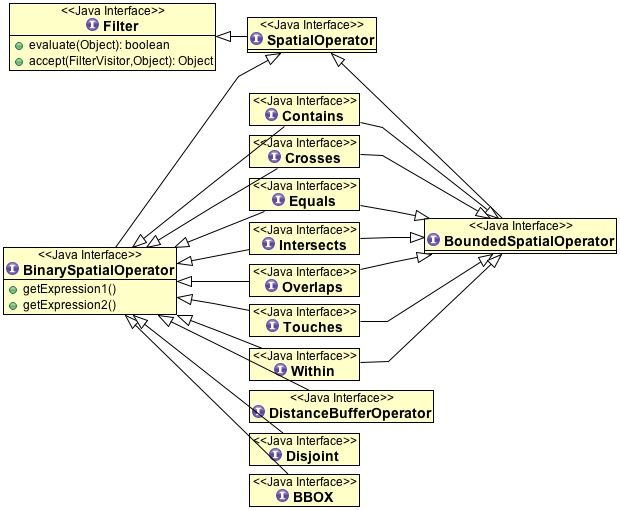 <<Java Interface>>
Filter
evaluate(Object): boolean
accept(FilterVisitor,Object): Object
<<Java Interface>>
SpatialOperator
<<Java Interface>>
Contains
<<Java Interface>>
Crosses
<<Java Interface>>
Equals
<<Java Interface>>
Intersects
<<Java Interface>>
BoundedSpatialOperator
<<Java Interface>>
BinarySpatialOperator
getExpression1()
getExpression2()
<<Java Interface>>
Overlaps
<<Java Interface>>
Touches
<<Java Interface>>
Within
<<Java Interface>>
DistanceBufferOperator
<<Java Interface>>
Disjoint
<<Java Interface>>
BBOX